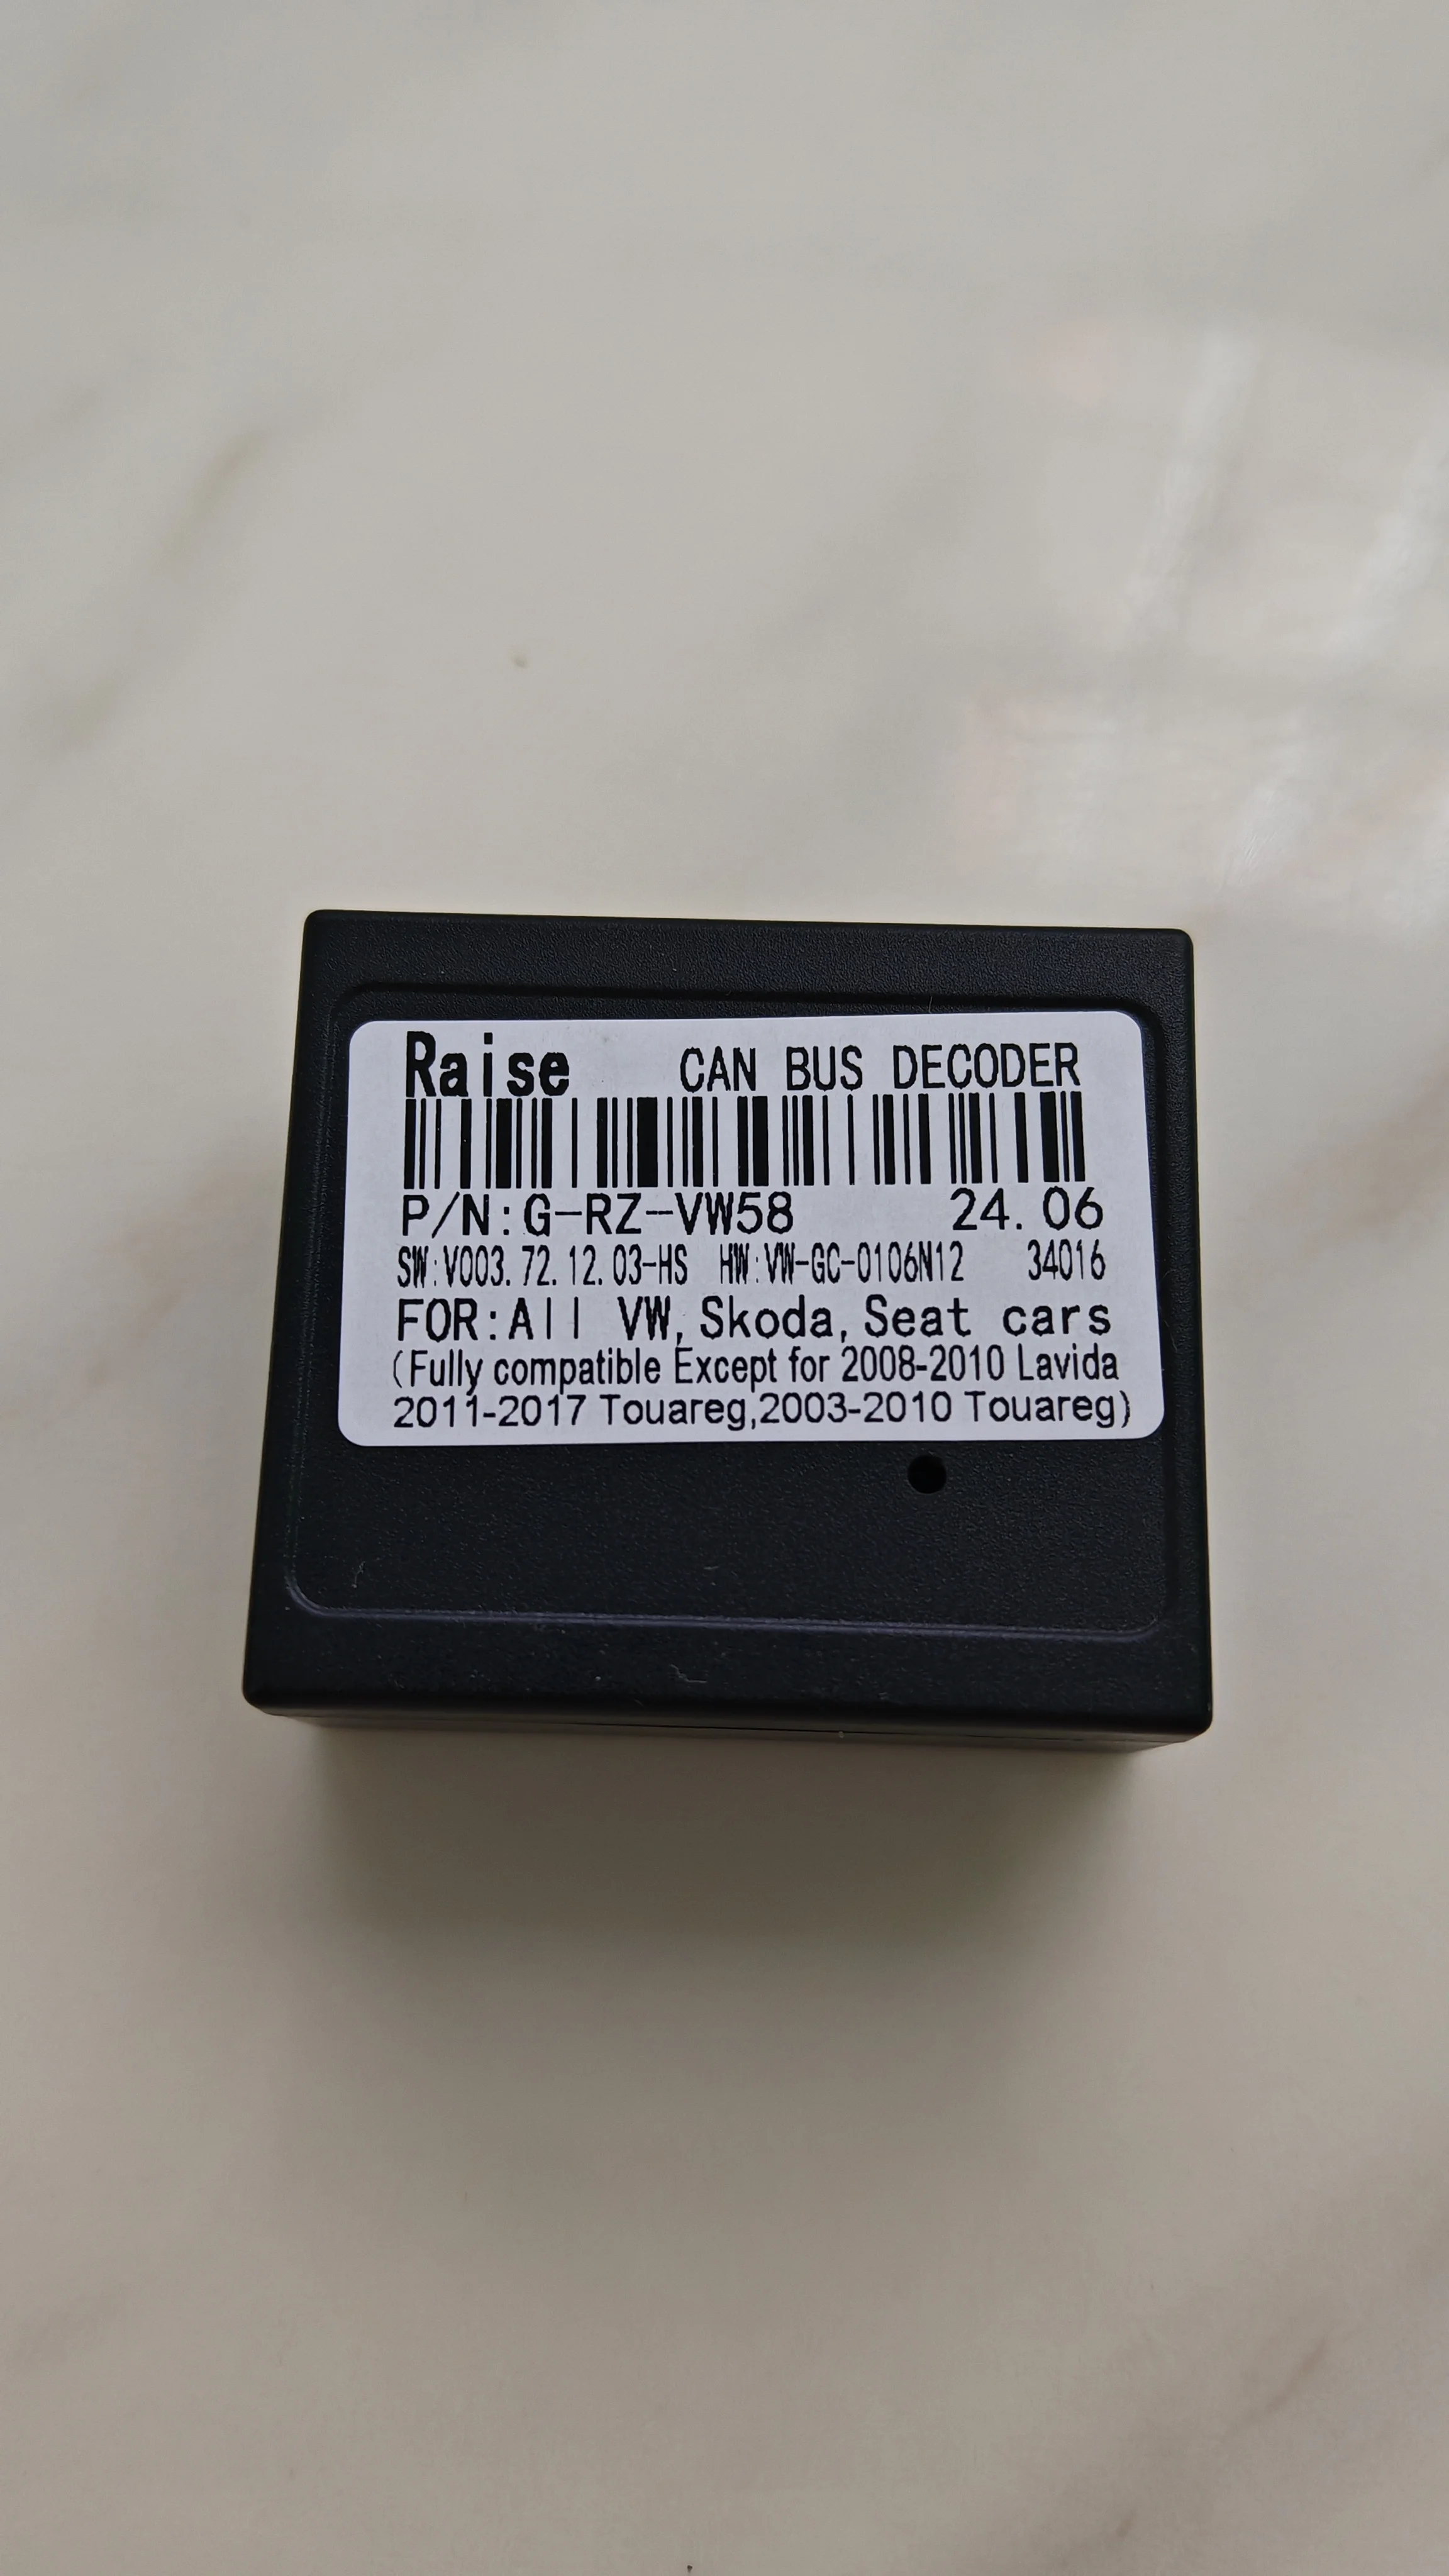 Raise CAN BUS DECODER
P/N:G-RZ-VW58 24.06
SW:V003.72.12.03-HS HW:VW-GC-0106N12 34016
FOR:All VW,Skoda,Seat cars
(Fully compatible Except for 2008-2010 Lavida
2011-2017 Touareg,2003-2010 Touareg)